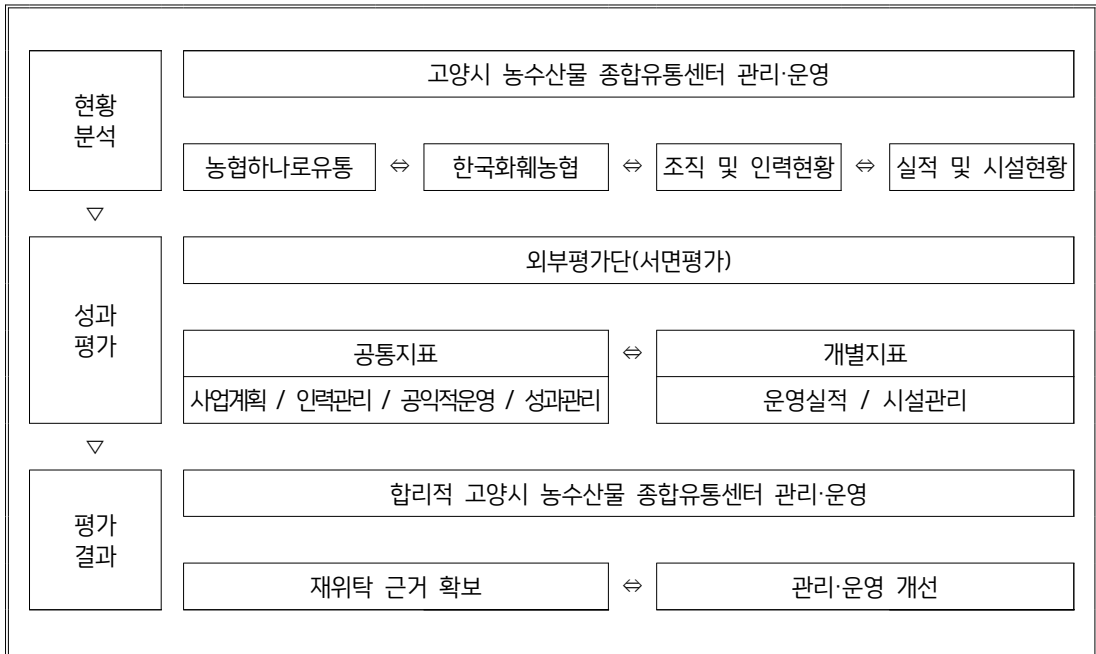 현황
분석
고양시 농수산물 종합유통센터 관리·운영
농협하나로유통 ⇔ 한국화훼농협 ⇔ 조직 및 인력현황 ⇔ 실적 및 시설현황
▽
성과
평가
외부평가단(서면평가)
공통지표 ⇔ 개별지표
사업계획 / 인력관리 / 공익적운영 / 성과관리
운영실적 / 시설관리
▽
평가
결과
합리적 고양시 농수산물 종합유통센터 관리·운영
재위탁 근거 확보 ⇔ 관리·운영 개선